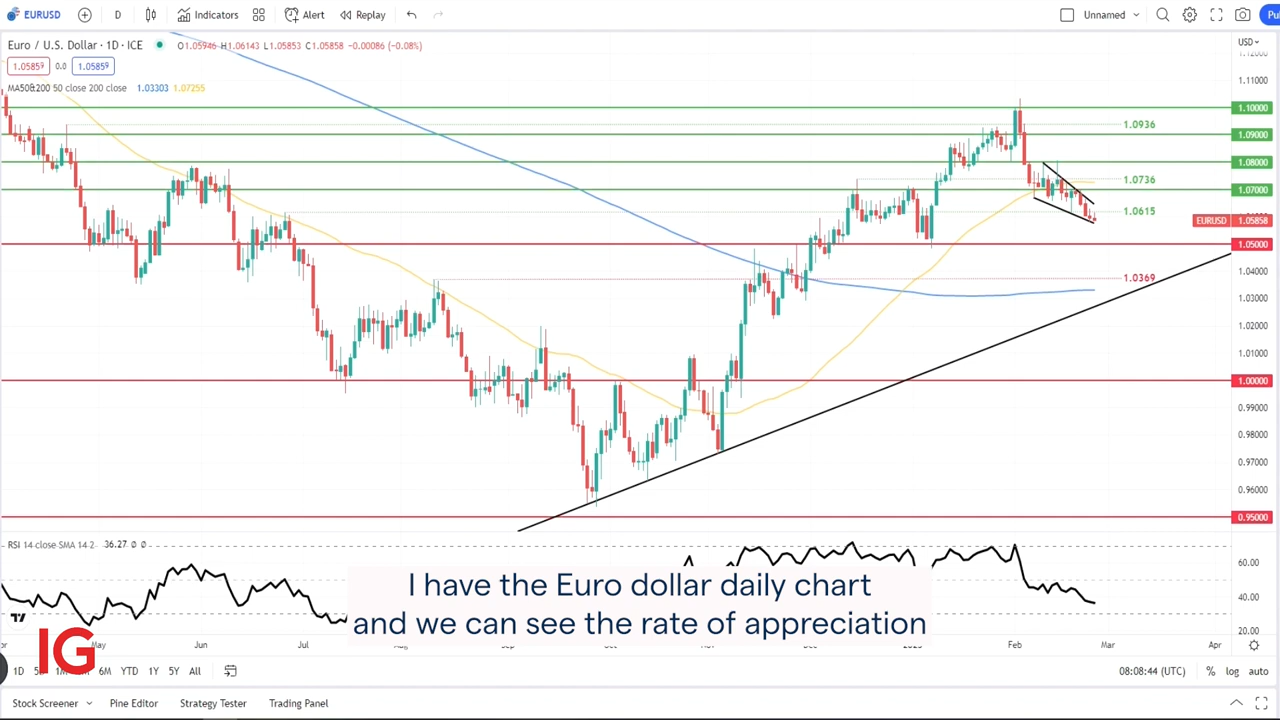 EURUSD D Indicators Alert Replay Unnamed Pu
Euro / U.S. Dollar · 1D · ICE O1.05946 H1.06143 L1.05853 C1.05858 −0.00086 (−0.08%) USD
1.05859 0.0 1.05859
MA50&200 50 close 200 close 1.03303 1.07255
1.11000
1.10000
1.0936
1.09000
1.08000
1.0736
1.07000
1.0615
EURUSD 1.05858
1.05000
1.0369
1.04000
1.03000
1.02000
1.01000
1.00000
0.99000
0.98000
0.97000
0.96000
0.95000
RSI 14 close SMA 14 2 36.27 Ø Ø
60.00
40.00
20.00
I have the Euro dollar daily chart
and we can see the rate of appreciation
May Jun Jul Feb Mar Apr
IG
1D 6M YTD 1Y 5Y All 08:08:44 (UTC) % log auto
Stock Screener Pine Editor Strategy Tester Trading Panel